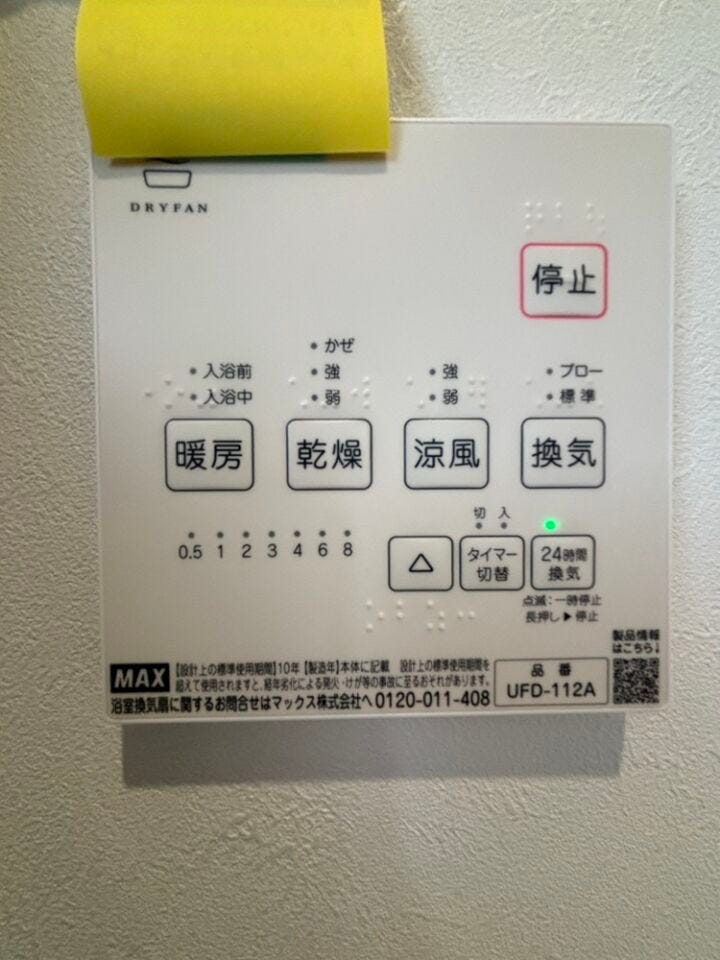 DRYFAN
停止
かぜ
入浴前 強 強 ブロー
入浴中 弱 弱 標準
暖房 乾燥 涼風 換気
切 入
0.5 1 2 3 4 6 8
△ タイマー切替 24時間換気
点滅:一時停止
長押し▶停止
製品情報
はこちら↓
MAX
【設計上の標準使用期間】10年【製造年】本体に記載 設計上の標準使用期間を
超えて使用されますと、経年劣化による発火・けが等の事故に至るおそれがあります。
浴室換気扇に関するお問合せはマックス株式会社へ0120-011-408
品番
UFD-112A